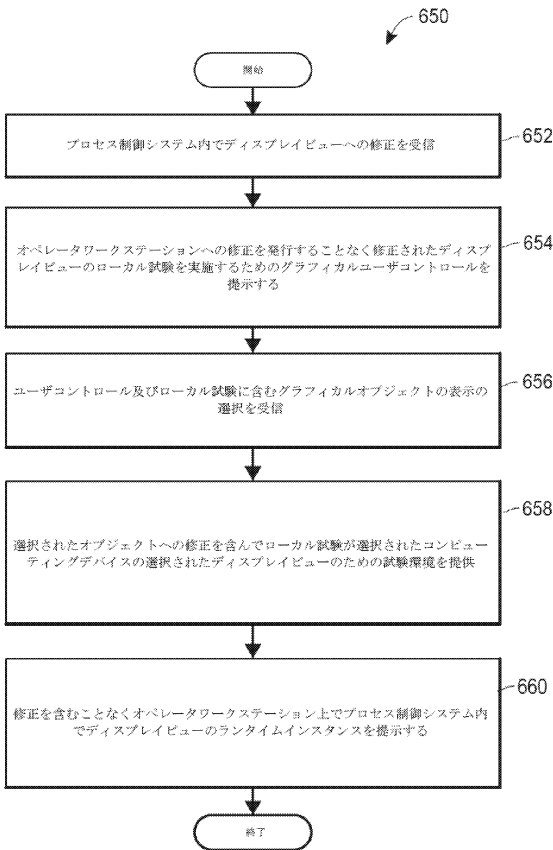 650
開始
プロセス制御システム内でディスプレイビューへの修正を受信
652
オペレータワークステーションへの修正を発行することなく修正されたディスプ
レイビューのローカル試験を実施するためのグラフィカルユーザコントロールを
提示する
654
ユーザコントロール及びローカル試験に含むグラフィカルオブジェクトの表示の
選択を受信
656
選択されたオブジェクトへの修正を含んでローカル試験が選択されたコンピュー
ティングデバイスの選択されたディスプレイビューのための試験環境を提供
658
修正を含むことなくオペレータワークステーション上でプロセス制御システム内
でディスプレイビューのランタイムインスタンスを提示する
660
終了